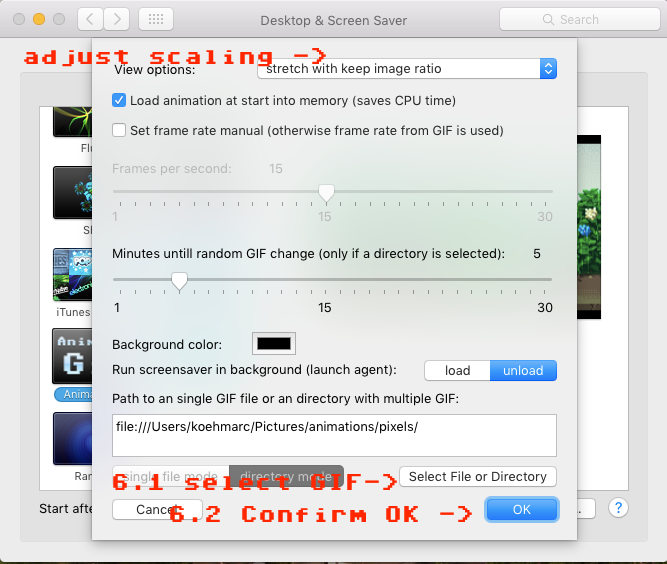 Desktop & Screen Saver
Search
adjust scaling ->
View options:
stretch with keep image ratio
Load animation at start into memory (saves CPU time)
Set frame rate manual (otherwise frame rate from GIF is used)
Frames per second: 15
1 15 30
Minutes untill random GIF change (only if a directory is selected): 5
1 15 30
Background color:
Run screensaver in background (launch agent):
load
unload
Path to an single GIF file or an directory with multiple GIF:
file:///Users/koehmarc/Pictures/animations/pixels/
single file mode
directory mode
6.1 select GIF->
Select File or Directory
Cancel
6.2 Confirm OK ->
OK
Flu
iTunes
Anim
G
Anima
Ran
Start afte
?